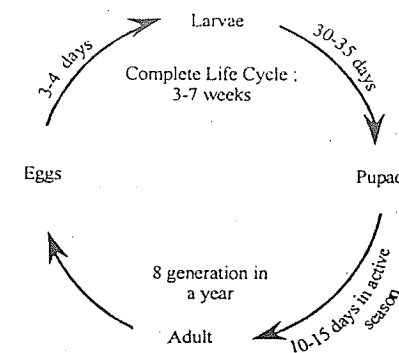 Larvae
3-4 days
30-35 days
Complete Life Cycle :
3-7 weeks
Eggs
Pupae
8 generation in
a year
10-15 days in active
season
Adult